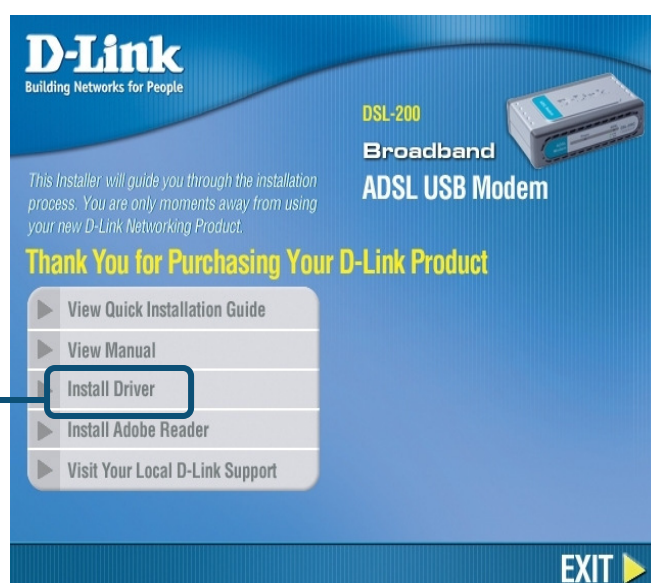 D-Link
Building Networks for People
DSL-200
Broadband
ADSL USB Modem
This Installer will guide you through the installation
process. You are only moments away from using
your new D-Link Networking Product.
Thank You for Purchasing Your D-Link Product
View Quick Installation Guide
View Manual
Install Driver
Install Adobe Reader
Visit Your Local D-Link Support
EXIT